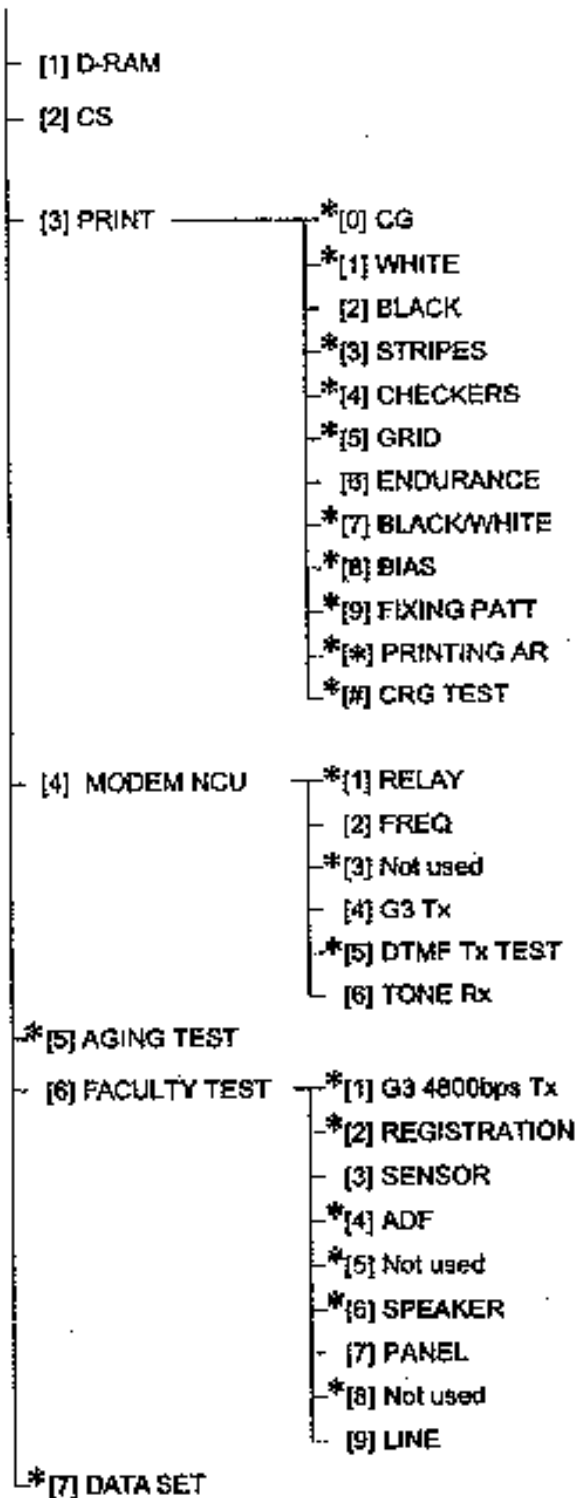 [1] D-RAM
[2] CS
[3] PRINT
*[0] CG
*[1] WHITE
[2] BLACK
*[3] STRIPES
*[4] CHECKERS
*[5] GRID
[6] ENDURANCE
*[7] BLACK/WHITE
*[8] BIAS
*[9] FIXING PATT
*[*] PRINTING AR
*[#] CRG TEST
[4] MODEM NCU
*[1] RELAY
[2] FREQ
*[3] Not used
[4] G3 Tx
*[5] DTMF Tx TEST
[6] TONE Rx
*[5] AGING TEST
[6] FACULTY TEST
*[1] G3 4800bps Tx
*[2] REGISTRATION
[3] SENSOR
*[4] ADF
*[5] Not used
*[6] SPEAKER
[7] PANEL
*[8] Not used
[9] LINE
*[7] DATA SET